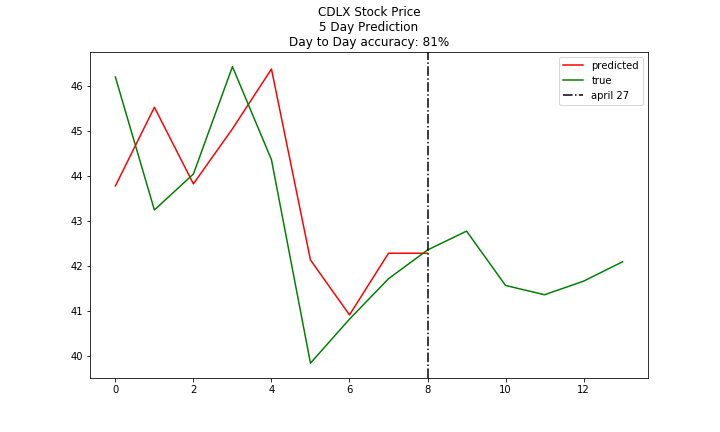 CDLX Stock Price
5 Day Prediction
Day to Day accuracy: 81%
predicted
true
april 27
46
45
44
43
42
41
40
0 2 4 6 8 10 12